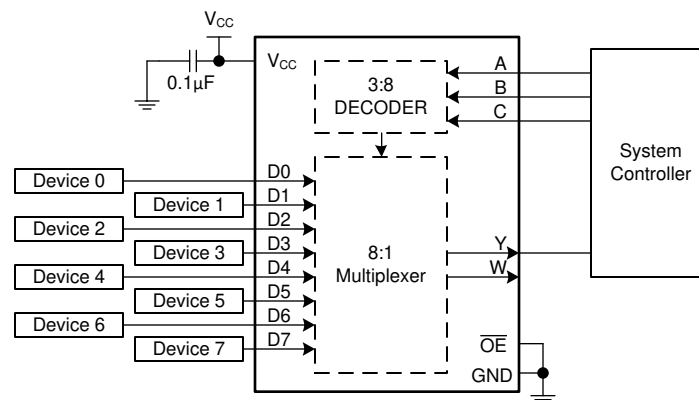 VCC
0.1µF
VCC
3:8
DECODER
A
B
C
System
Controller
Device 0
Device 1
Device 2
Device 3
Device 4
Device 5
Device 6
Device 7
D0
D1
D2
D3
D4
D5
D6
D7
8:1
Multiplexer
Y
W
OE
GND